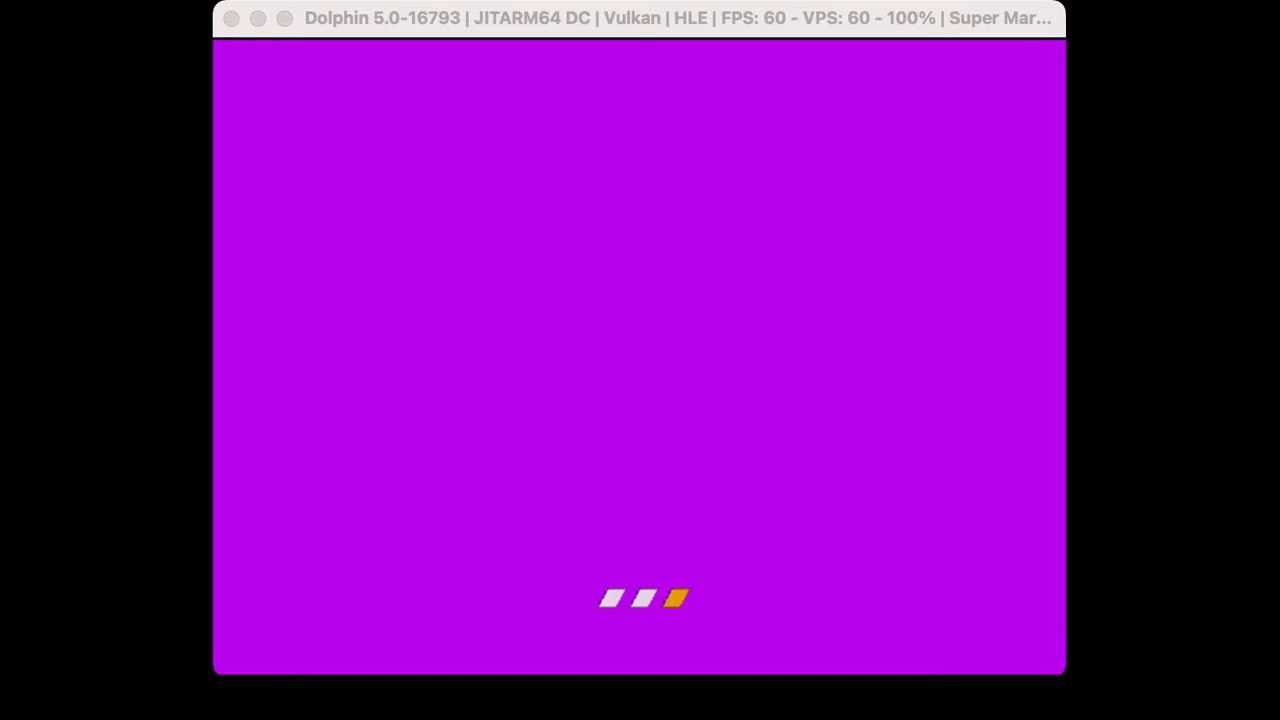 Dolphin 5.0-16793 | JITARM64 DC | Vulkan | HLE | FPS: 60 - VPS: 60 - 100% | Super Mar...